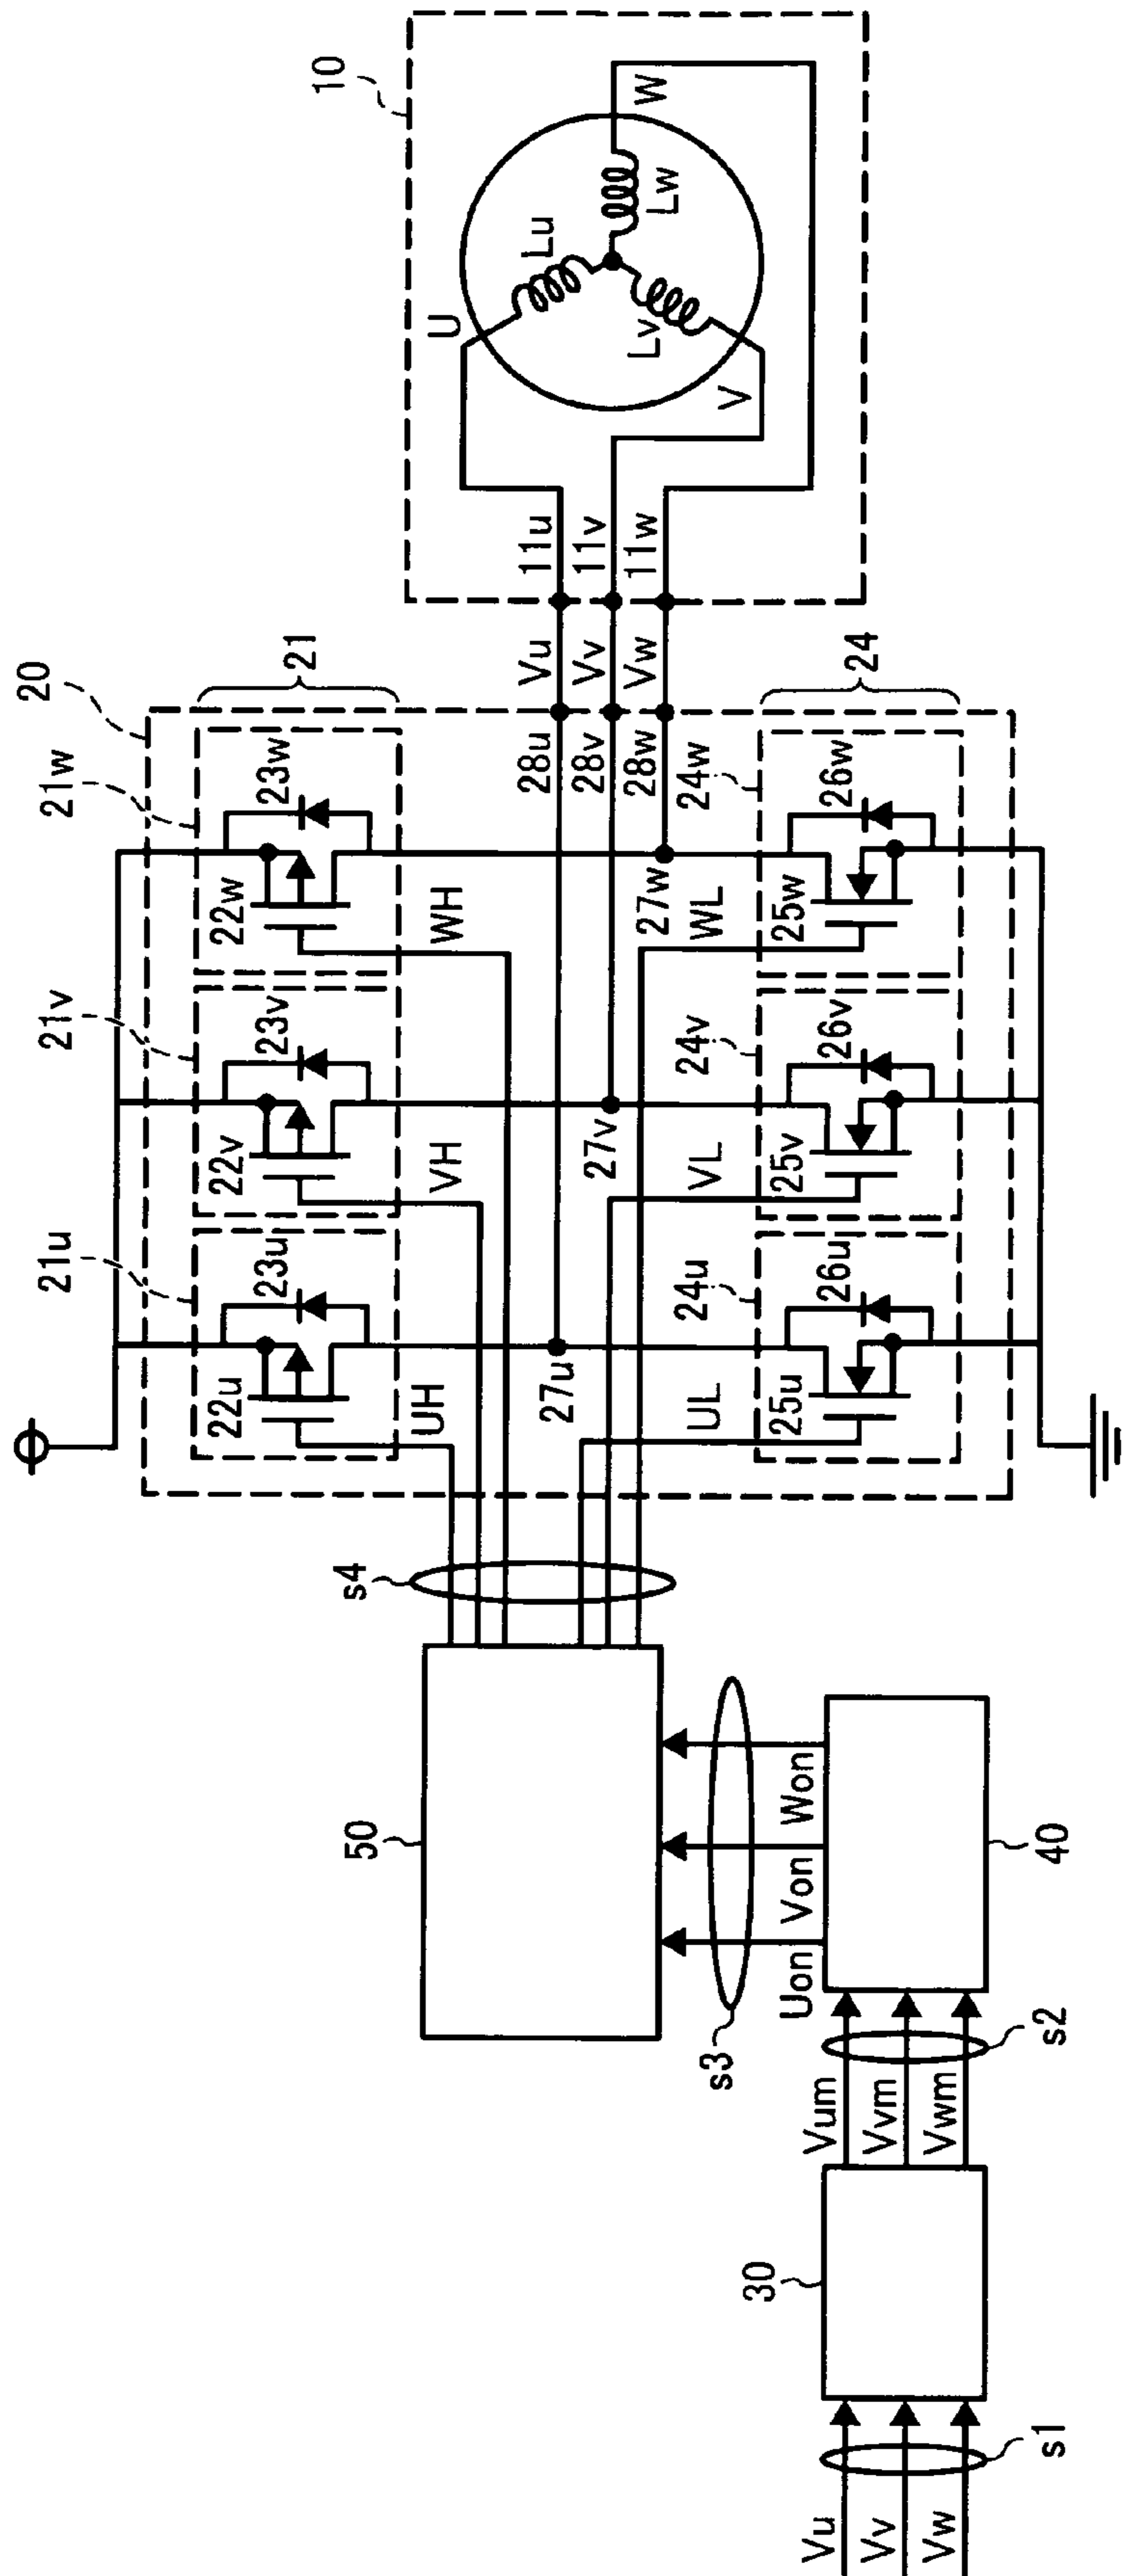 20
21w
21v
21u
10
23w
23v
23u
21
22w
22v
22u
U
Lu
W
Lw
Lv
V
WH
VH
UH
s4
28u
Vu
11u
28v
Vv
11v
28w
Vw
11w
50
27u
27v
27w
UL
VL
WL
24u
24v
24w
24
26u
26v
26w
25u
25v
25w
s3
Uon
Von
Won
30
40
Vu
Vv
Vw
Vum
Vvm
Vwm
s1
s2